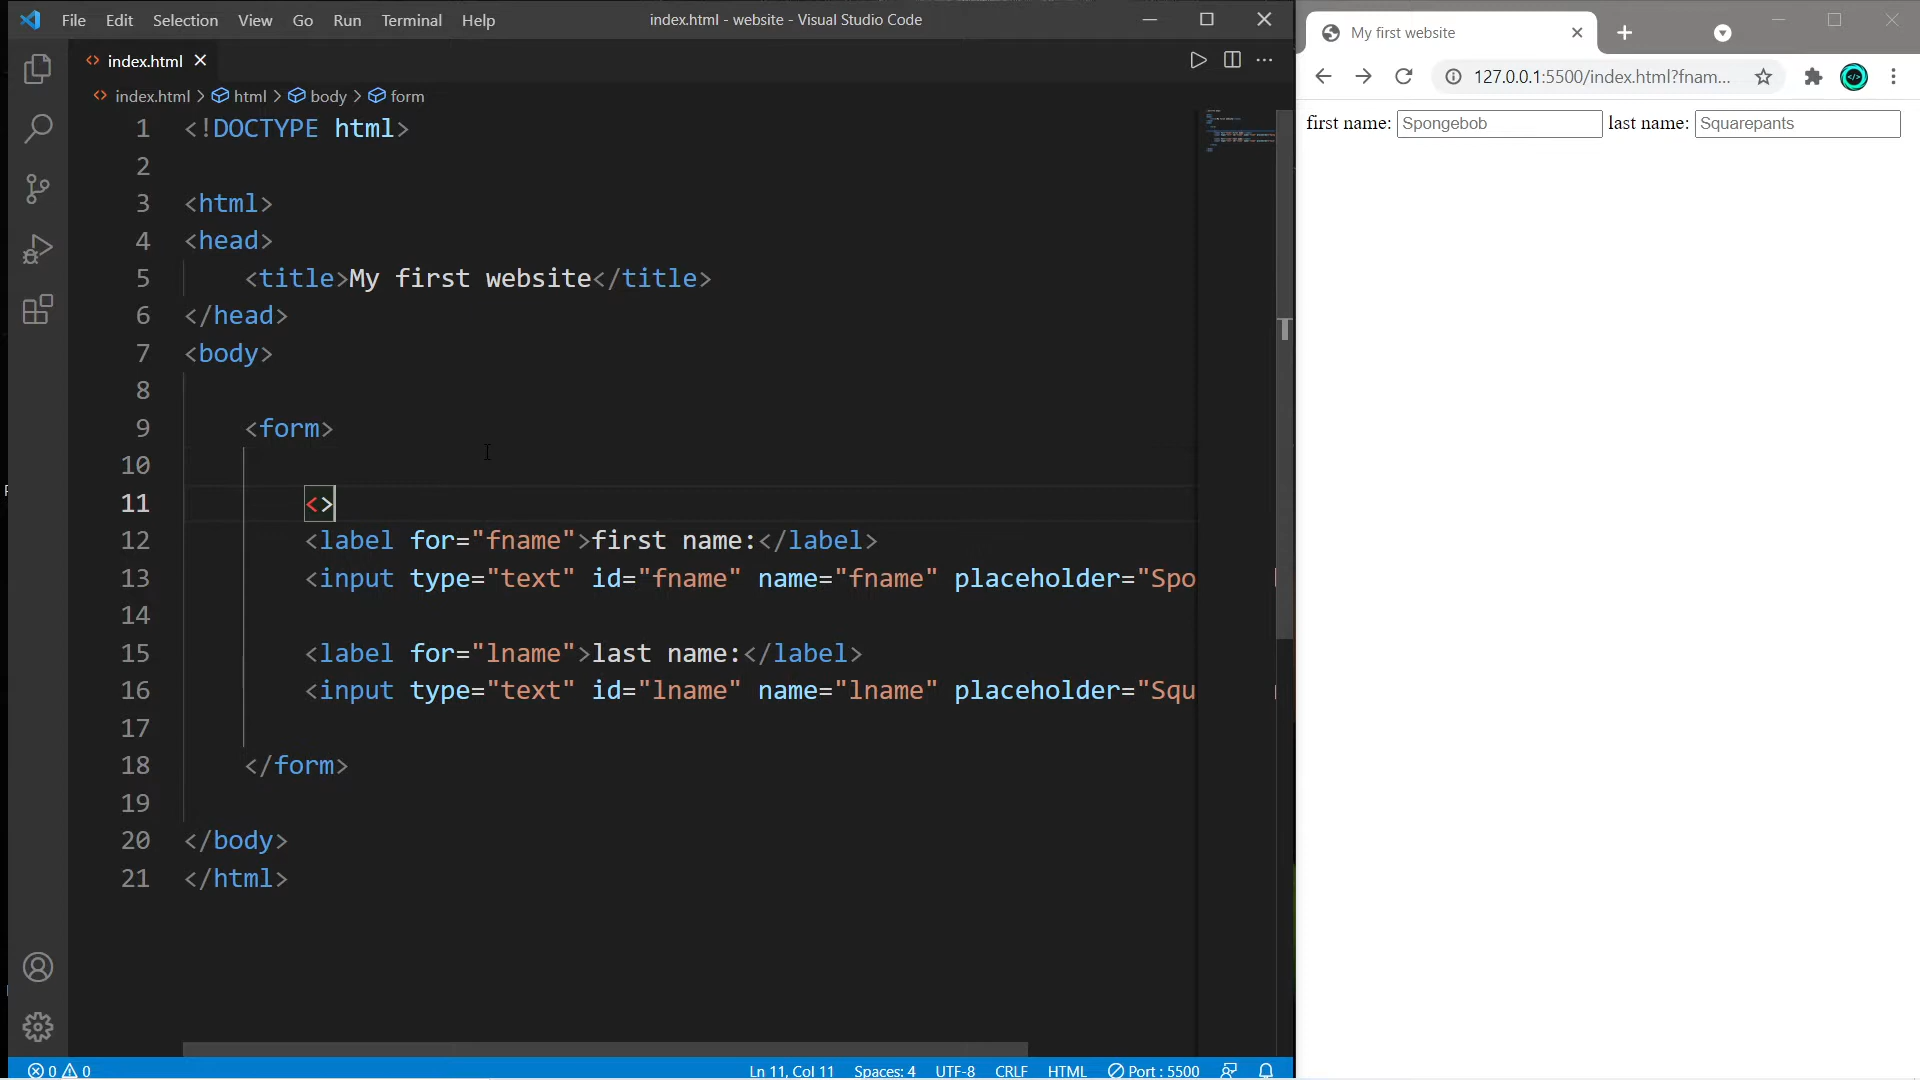 File Edit Selection View Go Run Terminal Help
index.html - website - Visual Studio Code
index.html
index.html > html > body > form
1 <!DOCTYPE html>
2
3 <html>
4 <head>
5 <title>My first website</title>
6 </head>
7 <body>
8
9 <form>
10
11 <>
12 <label for="fname">first name:</label>
13 <input type="text" id="fname" name="fname" placeholder="Spo
14
15 <label for="lname">last name:</label>
16 <input type="text" id="lname" name="lname" placeholder="Squ
17
18 </form>
19
20 </body>
21 </html>
0 0
Ln 11, Col 11 Spaces: 4 UTF-8 CRLF HTML Port : 5500
My first website
127.0.0.1:5500/index.html?fnam...
first name: Spongebob last name: Squarepants